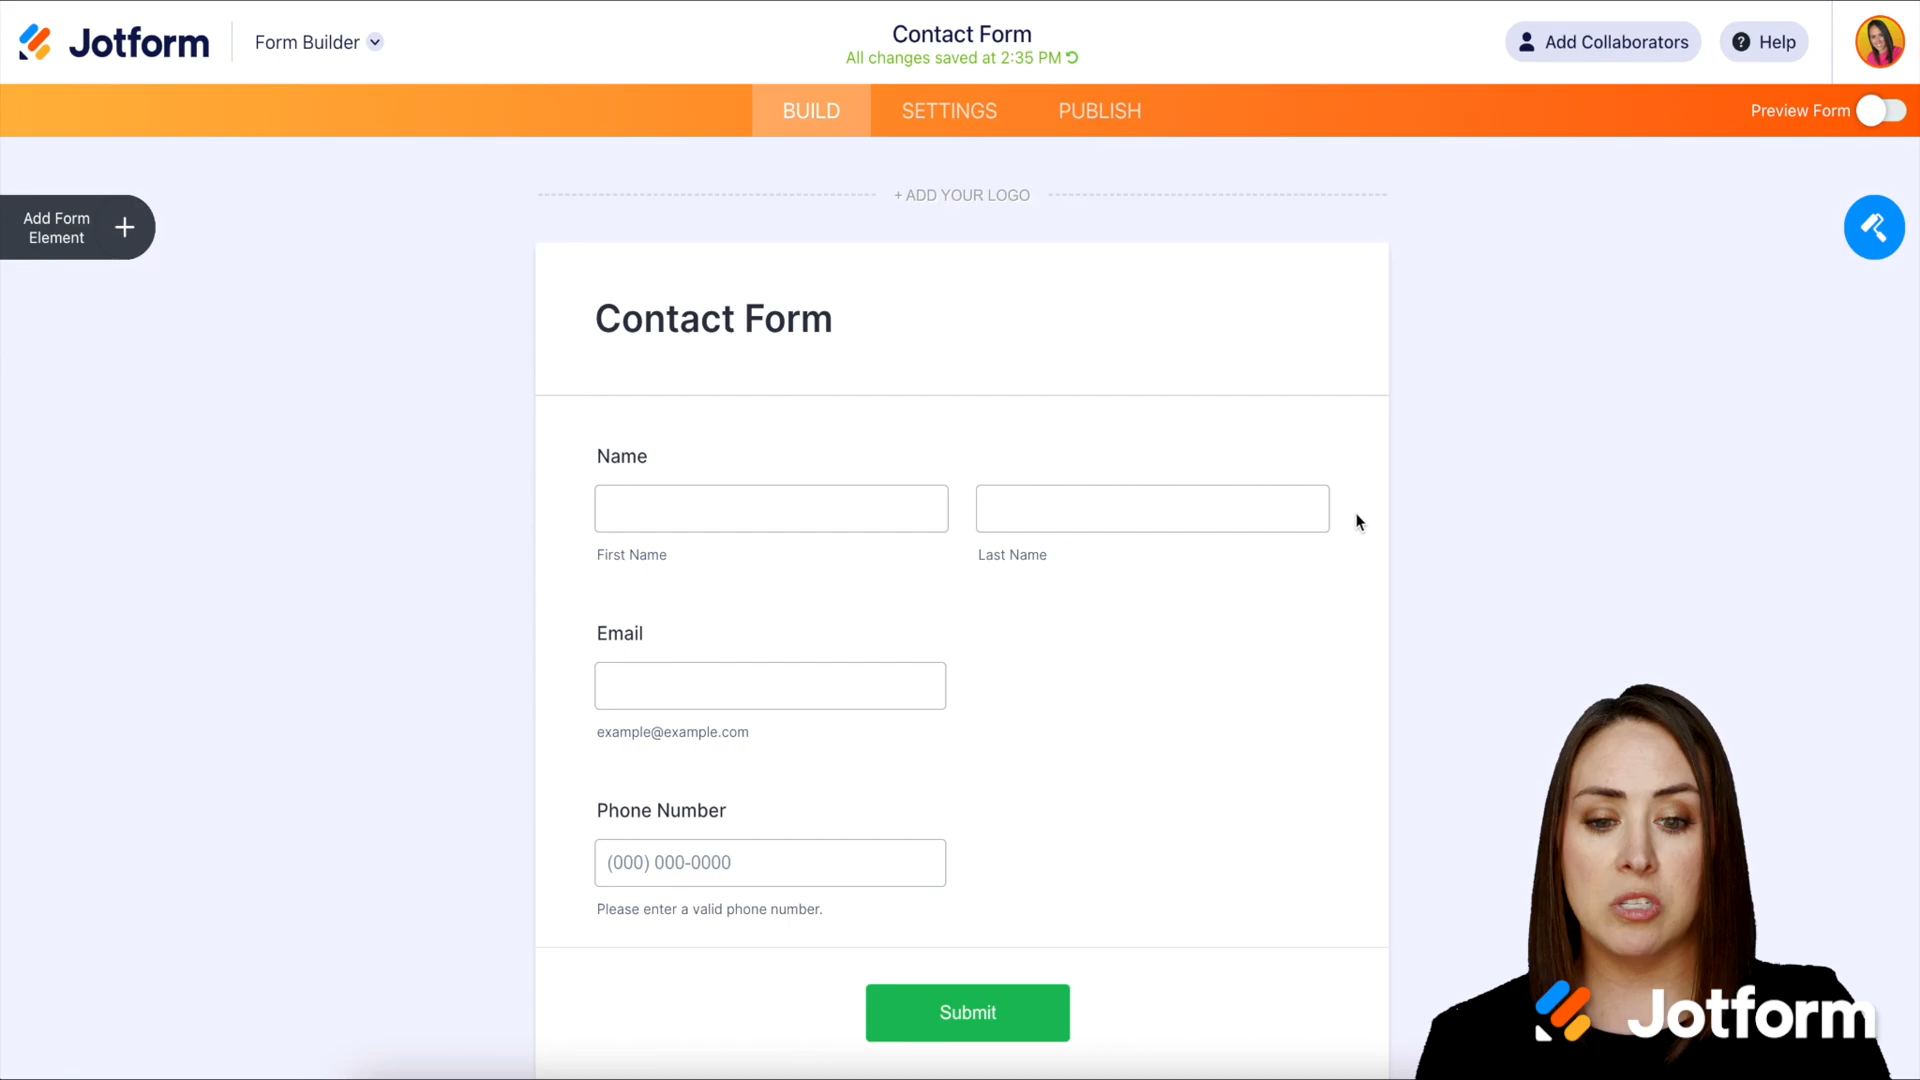 Jotform
Form Builder
Contact Form
All changes saved at 2:35 PM
Add Collaborators
Help
BUILD
SETTINGS
PUBLISH
Preview Form
+ ADD YOUR LOGO
Add Form
Element
Contact Form
Name
First Name
Last Name
Email
example@example.com
Phone Number
(000) 000-0000
Please enter a valid phone number.
Submit
Jotform